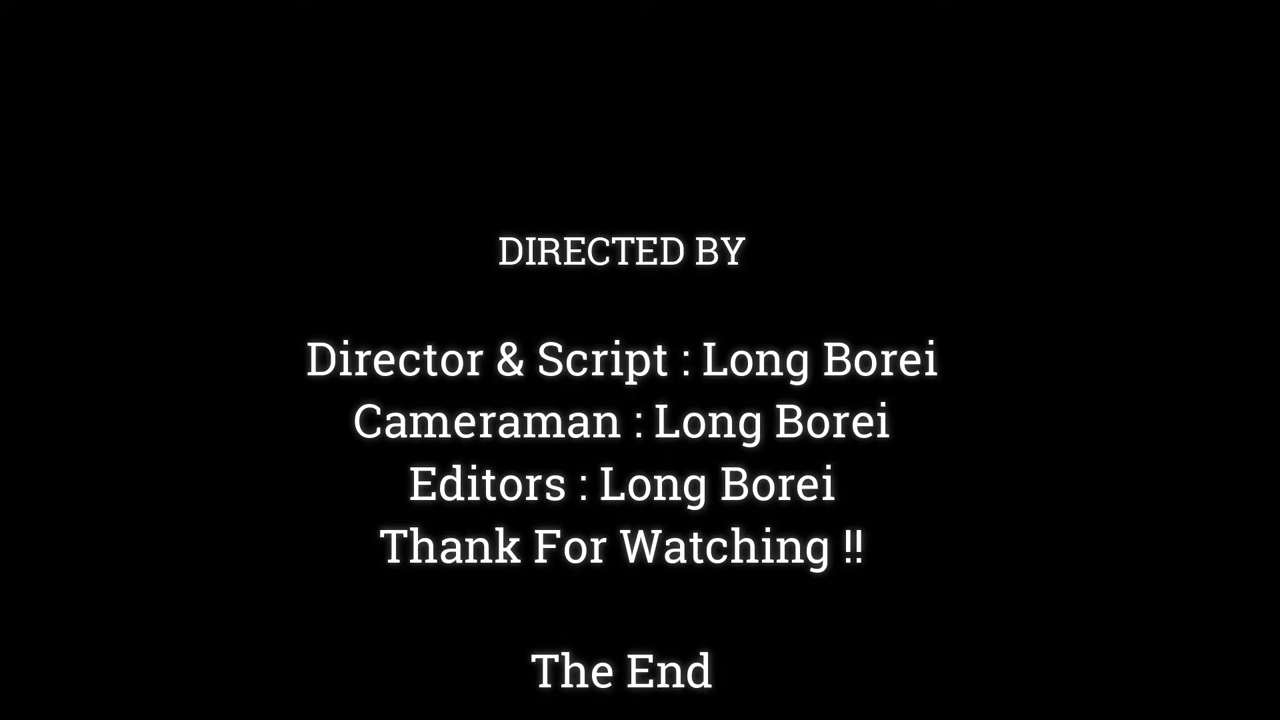 DIRECTED BY
Director & Script : Long Borei
Cameraman : Long Borei
Editors : Long Borei
Thank For Watching !!
The End